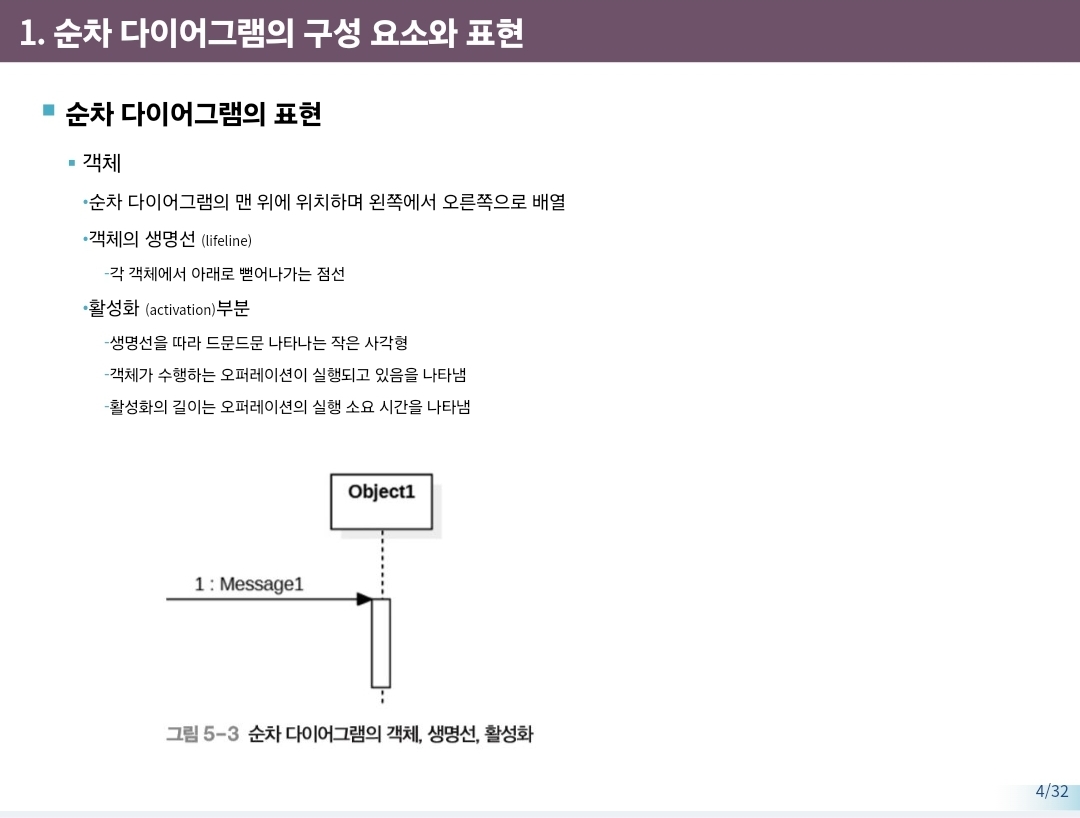 1. 순차 다이어그램의 구성 요소와 표현
순차 다이어그램의 표현
객체
•순차 다이어그램의 맨 위에 위치하며 왼쪽에서 오른쪽으로 배열
•객체의 생명선 (lifeline)
-각 객체에서 아래로 뻗어나가는 점선
•활성화 (activation)부분
-생명선을 따라 드문드문 나타나는 작은 사각형
-객체가 수행하는 오퍼레이션이 실행되고 있음을 나타냄
-활성화의 길이는 오퍼레이션의 실행 소요 시간을 나타냄
Object1
1 : Message1
그림 5-3 순차 다이어그램의 객체, 생명선, 활성화
4/32